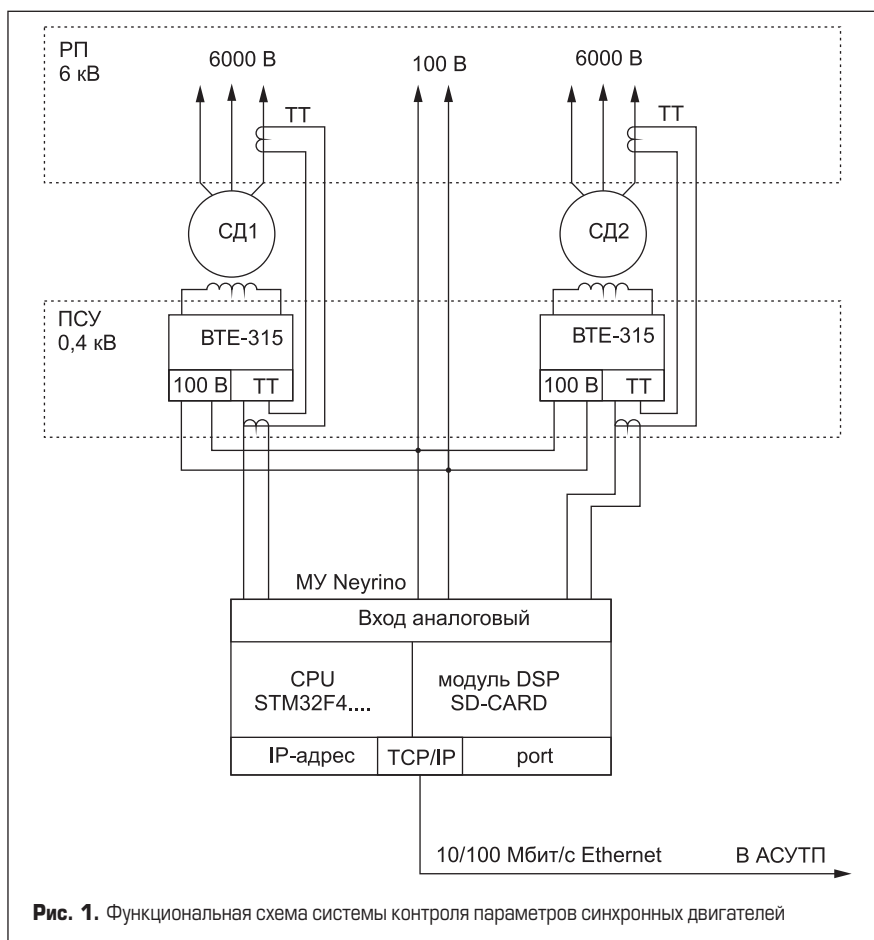 РП
6 кВ
6000 В
100 В
6000 В
ТТ
ТТ
СД1
СД2
ПСУ
0,4 кВ
ВТЕ-315
ВТЕ-315
100 В
ТТ
100 В
ТТ
МУ Neyrino
Вход аналоговый
CPU
STM32F4....
модуль DSP
SD-CARD
IP-адрес
TCP/IP
port
10/100 Мбит/с Ethernet
В АСУТП
Рис. 1. Функциональная схема системы контроля параметров синхронных двигателей